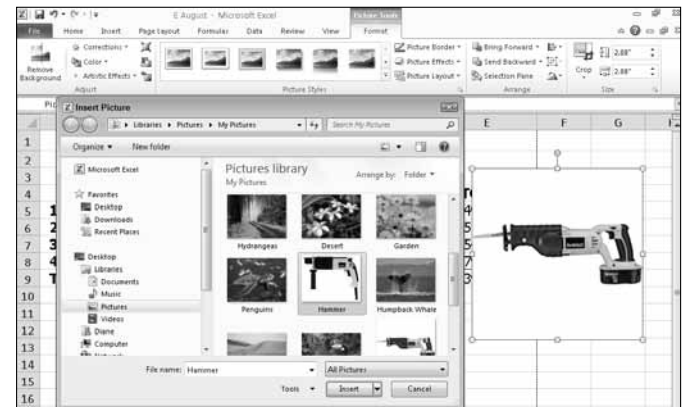 E August - Microsoft Excel
Picture Tools
File Home Insert Page Layout Formulas Data Review View Format
Remove Background
Corrections
Color
Artistic Effects
Adjust
Picture Styles
Picture Border
Picture Effects
Picture Layout
Bring Forward
Send Backward
Selection Pane
Arrange
Crop
2.88"
2.88"
Size
Insert Picture
Libraries Pictures My Pictures
Search My Pictures
Organize New folder
Microsoft Excel
Favorites
Desktop
Downloads
Recent Places
Desktop
Libraries
Documents
Music
Pictures
Videos
Diane
Computer
Pictures library
My Pictures
Arrange by: Folder
Hydrangeas Desert Garden
Penguins Hammer Humpback Whale
File name: Hammer
All Pictures
Tools Insert Cancel
E F G
1
2
3
4
5
6
7
8
9
10
11
12
13
14
15
16